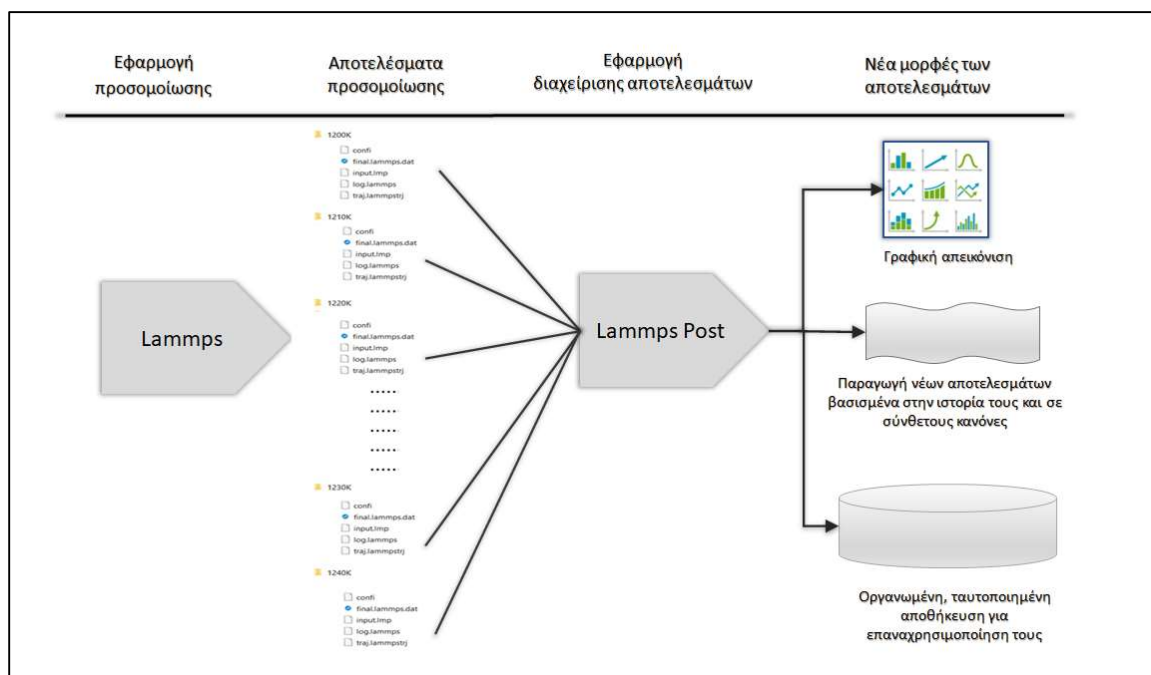 Εφαρμογή
προσομοίωσης
Αποτελέσματα
προσομοίωσης
Εφαρμογή
διαχείρισης αποτελεσμάτων
Νέα μορφές των
αποτελεσμάτων
Lammps
1200K
confi
final.lammps.dat
input.lmp
log.lammps
traj.lammpstrj
1210K
confi
final.lammps.dat
input.lmp
log.lammps
traj.lammpstrj
1220K
confi
final.lammps.dat
input.lmp
log.lammps
traj.lammpstrj
.....
.....
.....
.....
.....
1230K
confi
final.lammps.dat
input.lmp
log.lammps
traj.lammpstrj
1240K
confi
final.lammps.dat
input.lmp
log.lammps
traj.lammpstrj
Lammps Post
Γραφική απεικόνιση
Παραγωγή νέων αποτελεσμάτων
βασισμένα στην ιστορία τους και σε
σύνθετους κανόνες
Οργανωμένη, ταυτοποιημένη
αποθήκευση για
επαναχρησιμοποίηση τους